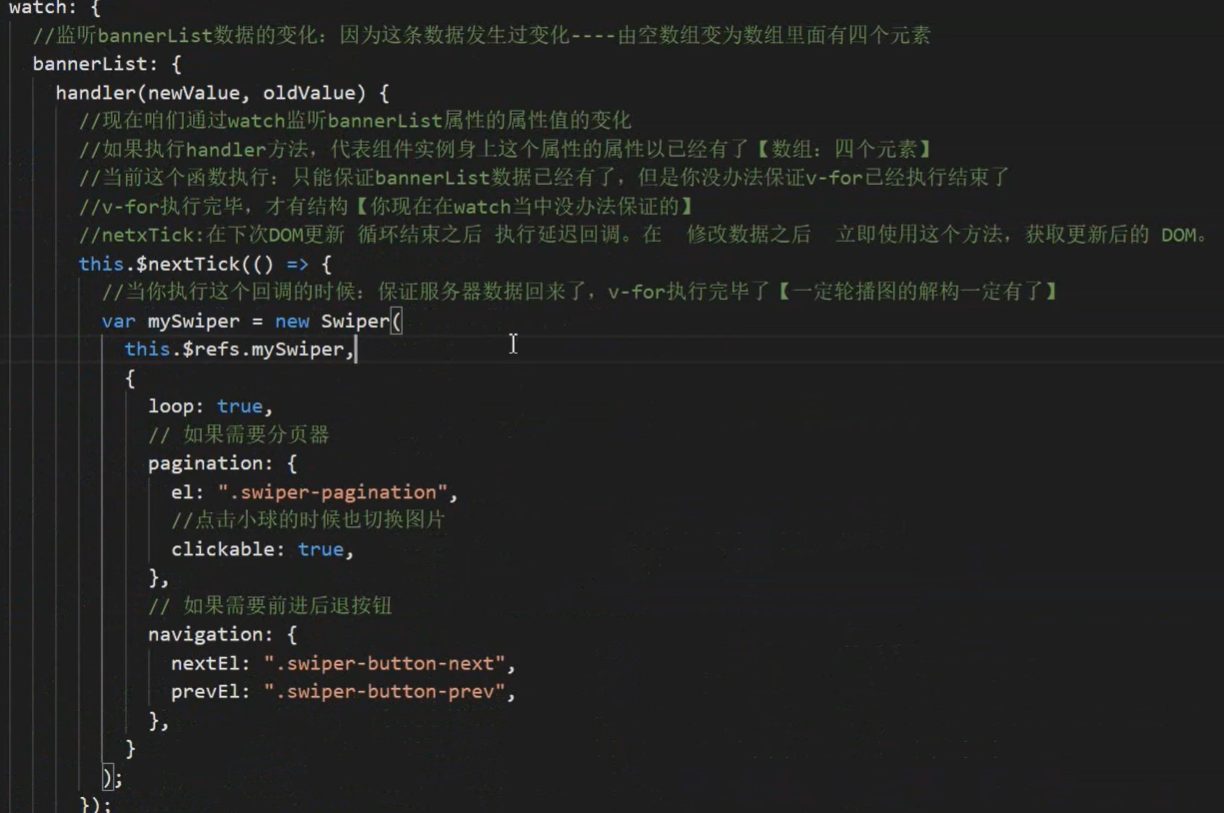 watch: {
//监听bannerList数据的变化：因为这条数据发生过变化----由空数组变为数组里面有四个元素
bannerList: {
handler(newValue, oldValue) {
//现在咱们通过watch监听bannerList属性的属性值的变化
//如果执行handler方法，代表组件实例身上这个属性的属性以已经有了【数组：四个元素】
//当前这个函数执行：只能保证bannerList数据已经有了，但是你没办法保证v-for已经执行结束了
//v-for执行完毕，才有结构【你现在在watch当中没办法保证的】
//netxTick:在下次DOM更新 循环结束之后 执行延迟回调。在 修改数据之后 立即使用这个方法，获取更新后的 DOM。
this.$nextTick(() => {
//当你执行这个回调的时候：保证服务器数据回来了，v-for执行完毕了【一定轮播图的解构一定有了】
var mySwiper = new Swiper(
this.$refs.mySwiper,
{
loop: true,
// 如果需要分页器
pagination: {
el: ".swiper-pagination",
//点击小球的时候也切换图片
clickable: true,
},
// 如果需要前进后退按钮
navigation: {
nextEl: ".swiper-button-next",
prevEl: ".swiper-button-prev",
},
}
);
});